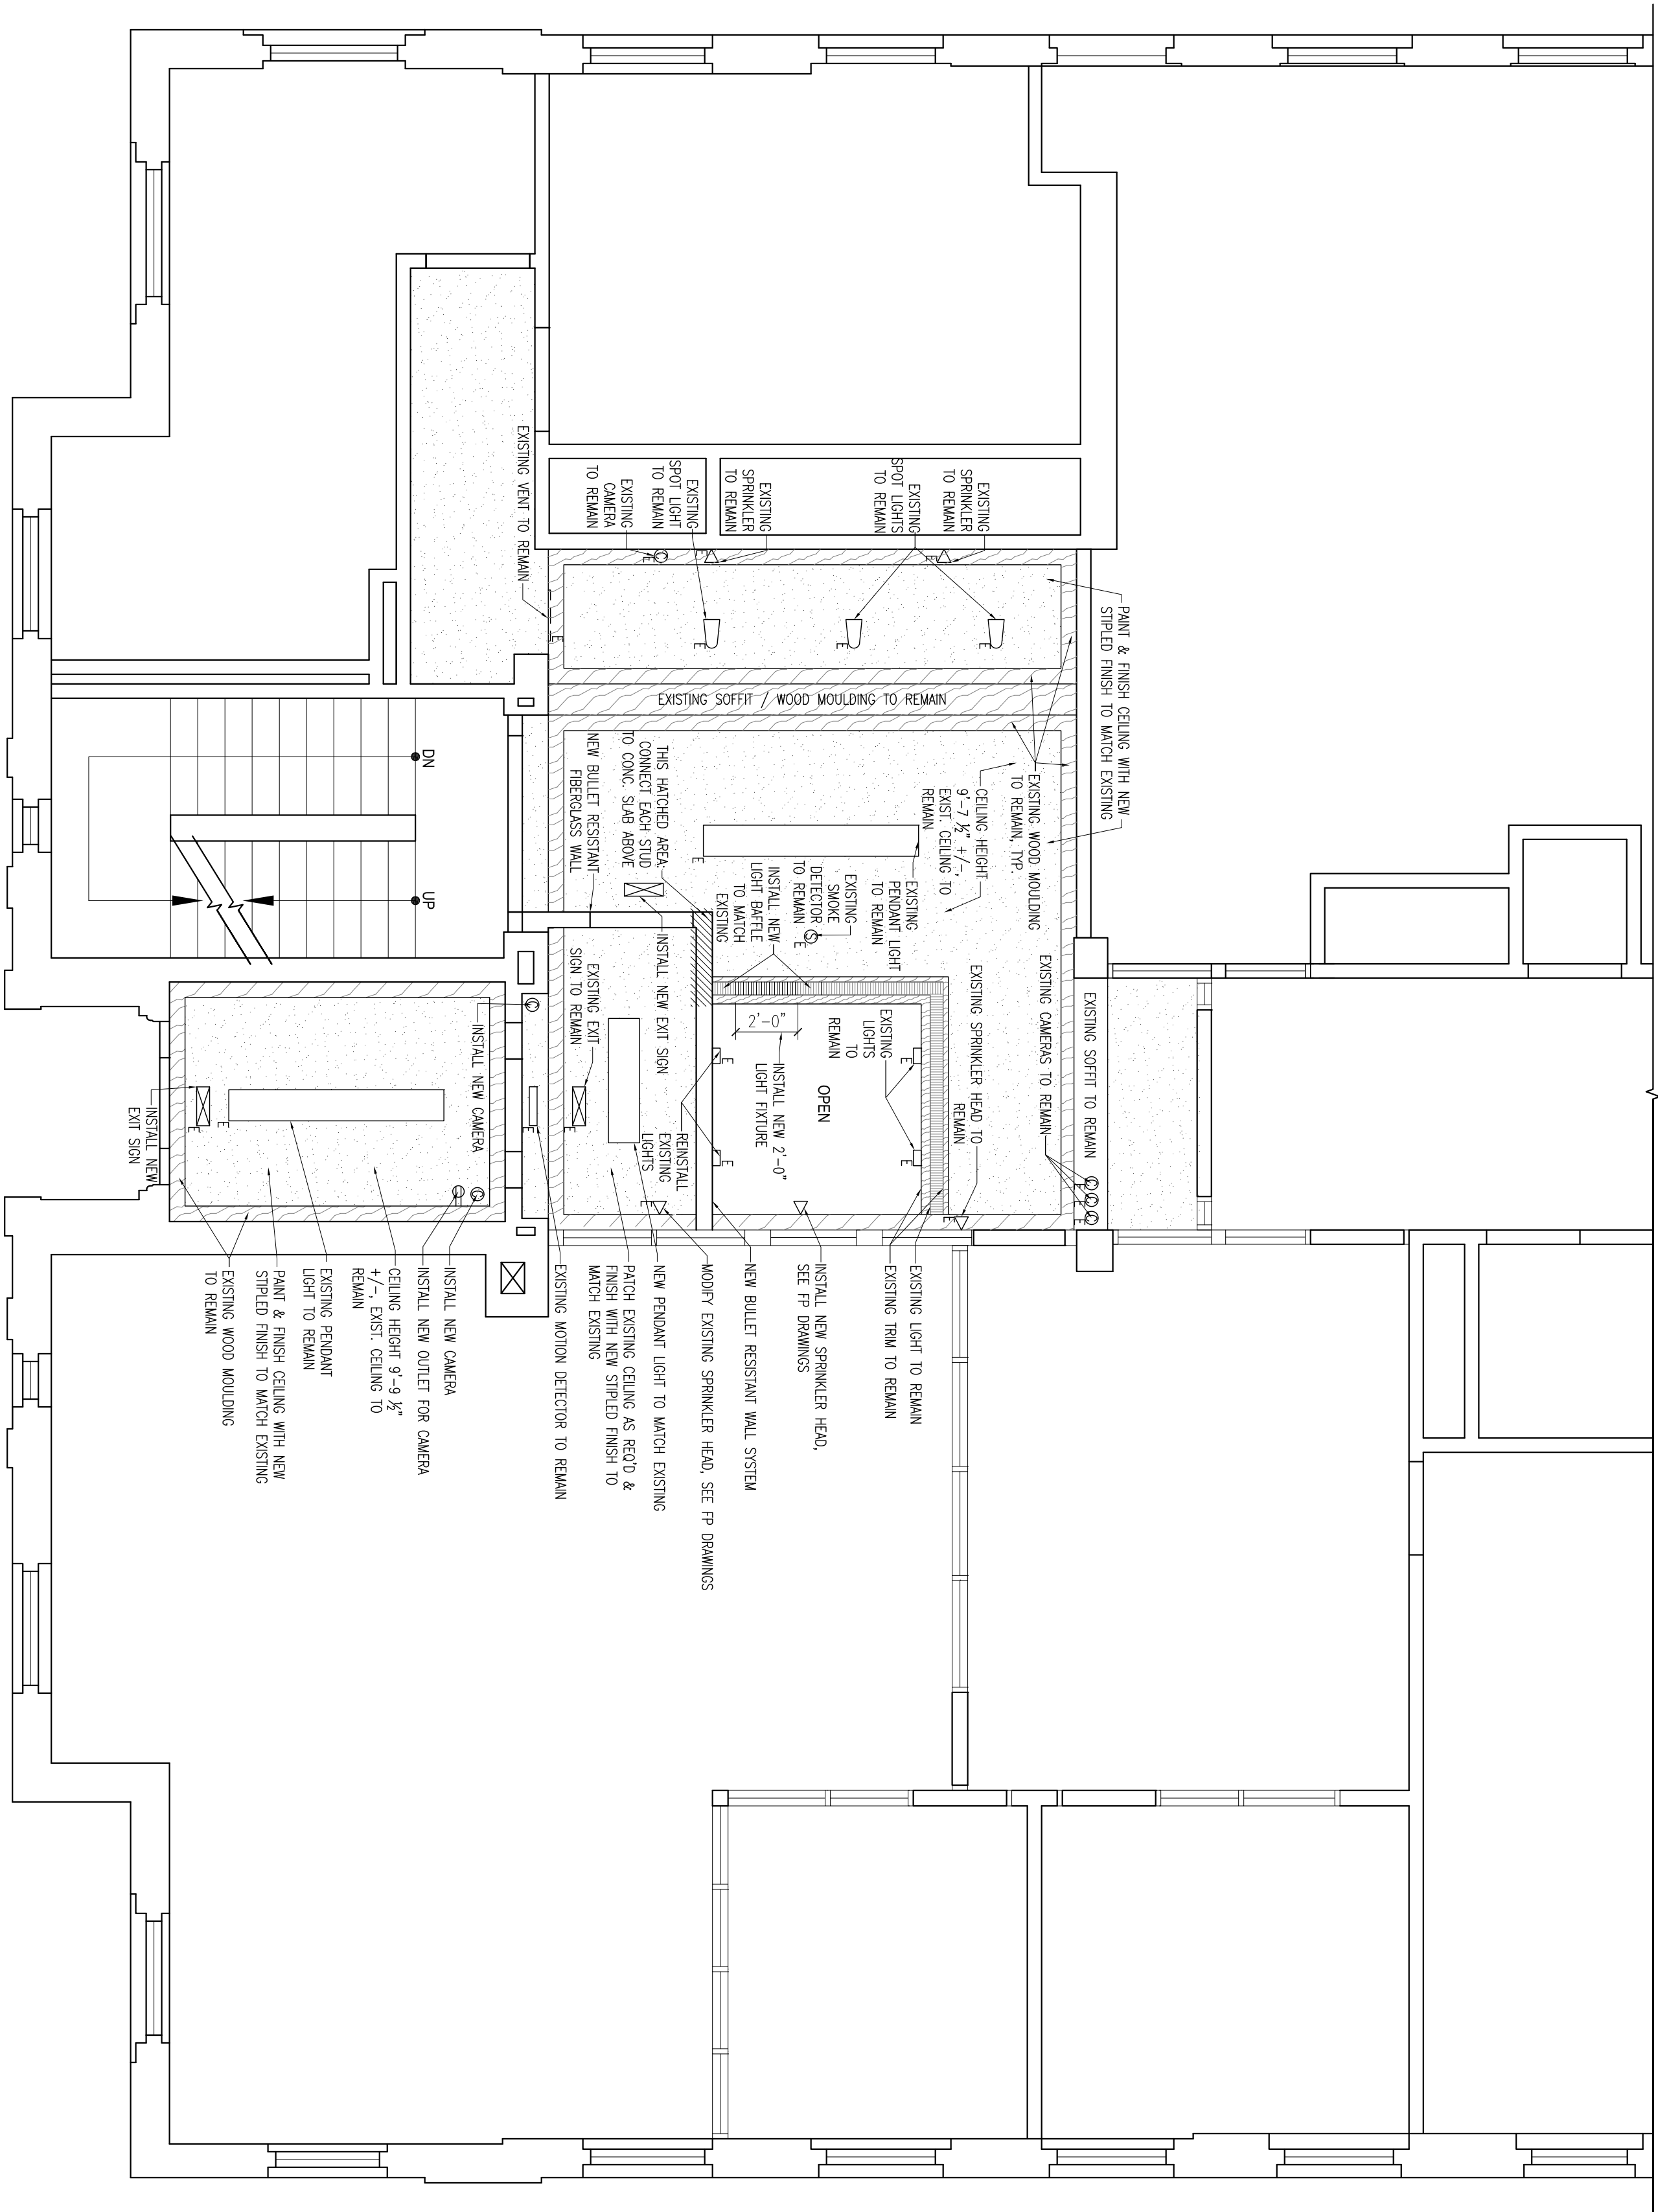 PAINT & FINISH CEILING WITH NEW
STIPLED FINISH TO MATCH EXISTING
EXISTING
SPRINKLER
TO REMAIN
EXISTING
SPOT LIGHTS
TO REMAIN
EXISTING
SPRINKLER
TO REMAIN
EXISTING
SPOT LIGHT
TO REMAIN
EXISTING
CAMERA
TO REMAIN
EXISTING VENT TO REMAIN
E
E
C
E
E
E
E
E
EXISTING SOFFIT / WOOD MOULDING TO REMAIN
EXISTING WOOD MOULDING
TO REMAIN, TYP.
CEILING HEIGHT
9'-7 ½" +/-,
EXIST. CEILING TO
REMAIN
EXISTING
PENDANT LIGHT
TO REMAIN
E
EXISTING
SMOKE
DETECTOR
TO REMAIN
S
E
INSTALL NEW
LIGHT BAFFLE
TO MATCH
EXISTING
THIS HATCHED AREA:
CONNECT EACH STUD
TO CONC. SLAB ABOVE
NEW BULLET RESISTANT
FIBERGLASS WALL
DN
UP
EXISTING SOFFIT TO REMAIN
EXISTING CAMERAS TO REMAIN
C
C
C
E
E
E
EXISTING SPRINKLER HEAD TO
REMAIN
E
EXISTING
LIGHTS
TO
REMAIN
E
E
OPEN
2'-0"
INSTALL NEW 2'-0"
LIGHT FIXTURE
E
E
REINSTALL
EXISTING
LIGHTS
INSTALL NEW EXIT SIGN
EXISTING EXIT
SIGN TO REMAIN
E
E
E
C
INSTALL NEW CAMERA
C
E
E
INSTALL NEW
EXIT SIGN
EXISTING LIGHT TO REMAIN
EXISTING TRIM TO REMAIN
INSTALL NEW SPRINKLER HEAD,
SEE FP DRAWINGS
NEW BULLET RESISTANT WALL SYSTEM
MODIFY EXISTING SPRINKLER HEAD, SEE FP DRAWINGS
NEW PENDANT LIGHT TO MATCH EXISTING
PATCH EXISTING CEILING AS REQ'D &
FINISH WITH NEW STIPLED FINISH TO
MATCH EXISTING
EXISTING MOTION DETECTOR TO REMAIN
INSTALL NEW CAMERA
INSTALL NEW OUTLET FOR CAMERA
CEILING HEIGHT 9'-9 ½"
+/-, EXIST. CEILING TO
REMAIN
EXISTING PENDANT
LIGHT TO REMAIN
PAINT & FINISH CEILING WITH NEW
STIPLED FINISH TO MATCH EXISTING
EXISTING WOOD MOULDING
TO REMAIN